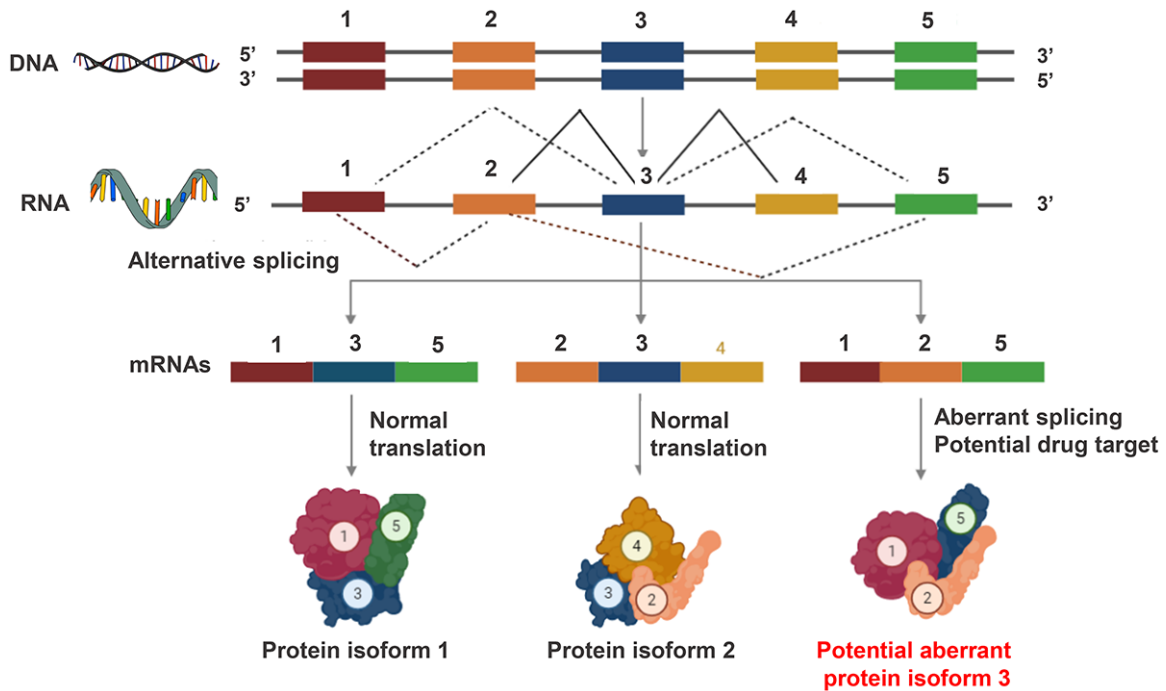 1 2 3 4 5
DNA 5’ 3’
3’ 5’
1 2 3 4 5
RNA 5’ 3’
Alternative splicing
1 3 5 2 3 4 1 2 5
mRNAs
Normal
translation
Normal
translation
Aberrant splicing
Potential drug target
1 5 3
4 3 2
5 1 2
Protein isoform 1
Protein isoform 2
Potential aberrant
protein isoform 3